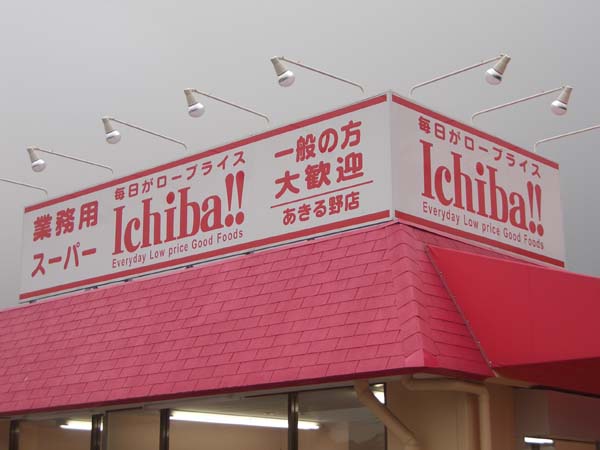 業務用
スーパー
毎日がロープライス
Ichiba!!
Everyday Low price Good Foods
一般の方
大歓迎
あきる野店
毎日がロープライス
Ichiba!!
Everyday Low price Good Foods